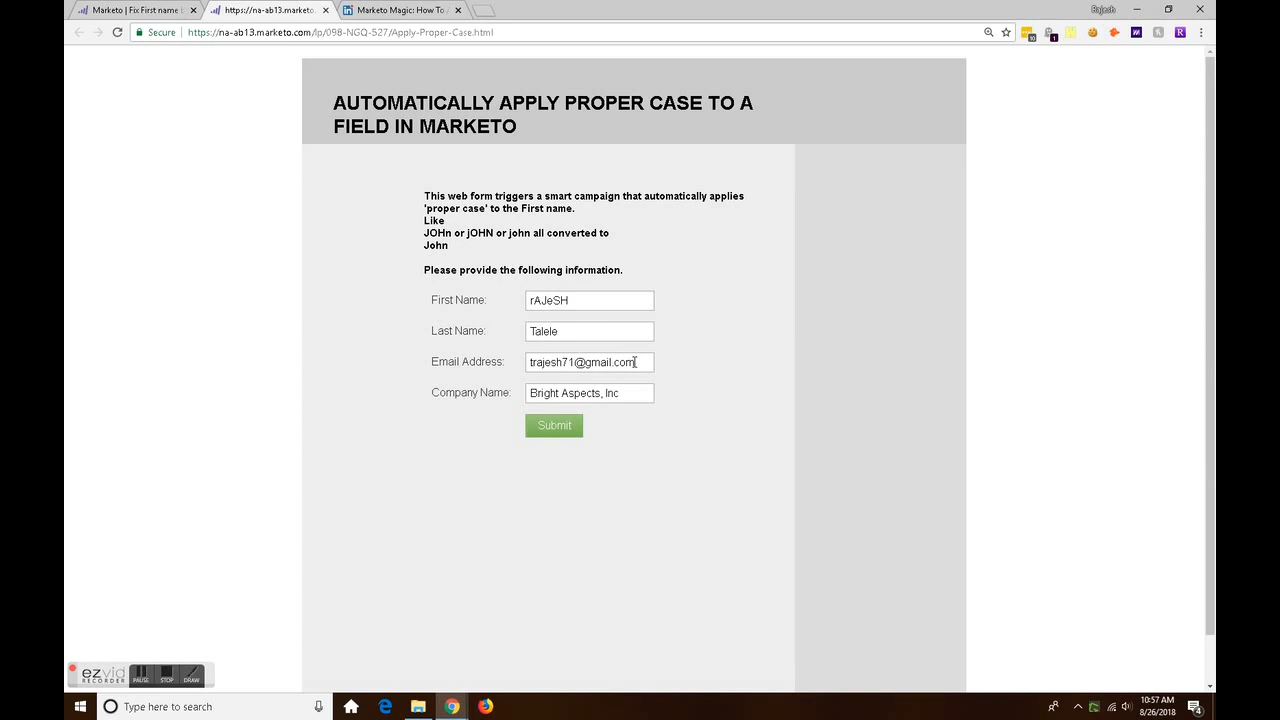 Marketo | Fix First name b
https://na-ab13.marketo.
Marketo Magic: How To A
Rajesh
Secure
https://na-ab13.marketo.com/lp/098-NGQ-527/Apply-Proper-Case.html
AUTOMATICALLY APPLY PROPER CASE TO A
FIELD IN MARKETO
This web form triggers a smart campaign that automatically applies
'proper case' to the First name.
Like
JOHn or jOHN or john all converted to
John
Please provide the following information.
First Name: rAJeSH
Last Name: Talele
Email Address: trajesh71@gmail.com
Company Name: Bright Aspects, Inc
Submit
ezvid
RECORDER
PAUSE STOP DRAW
Type here to search
10:57 AM
8/26/2018